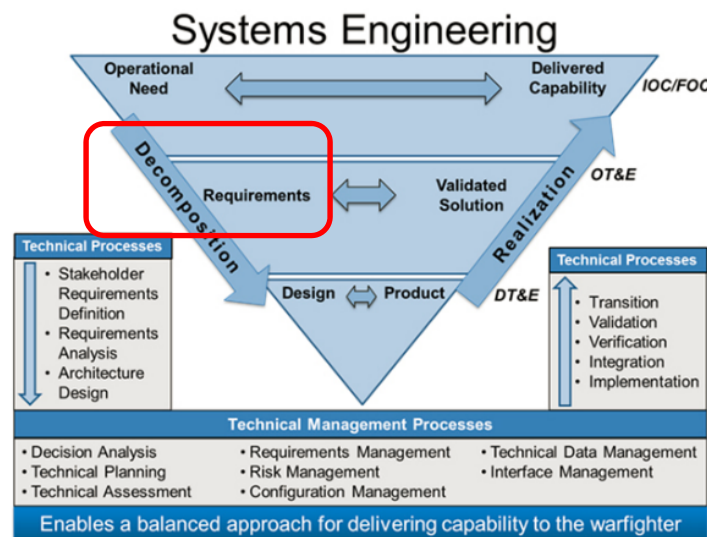 Systems Engineering
Operational
Need
Delivered
Capability
IOC/FOC
Decomposition
Requirements
Validated
Solution
Realization
OT&E
Design
Product
DT&E
Technical Processes
• Stakeholder
Requirements
Definition
• Requirements
Analysis
• Architecture
Design
Technical Processes
• Transition
• Validation
• Verification
• Integration
• Implementation
Technical Management Processes
• Decision Analysis
• Technical Planning
• Technical Assessment
• Requirements Management
• Risk Management
• Configuration Management
• Technical Data Management
• Interface Management
Enables a balanced approach for delivering capability to the warfighter